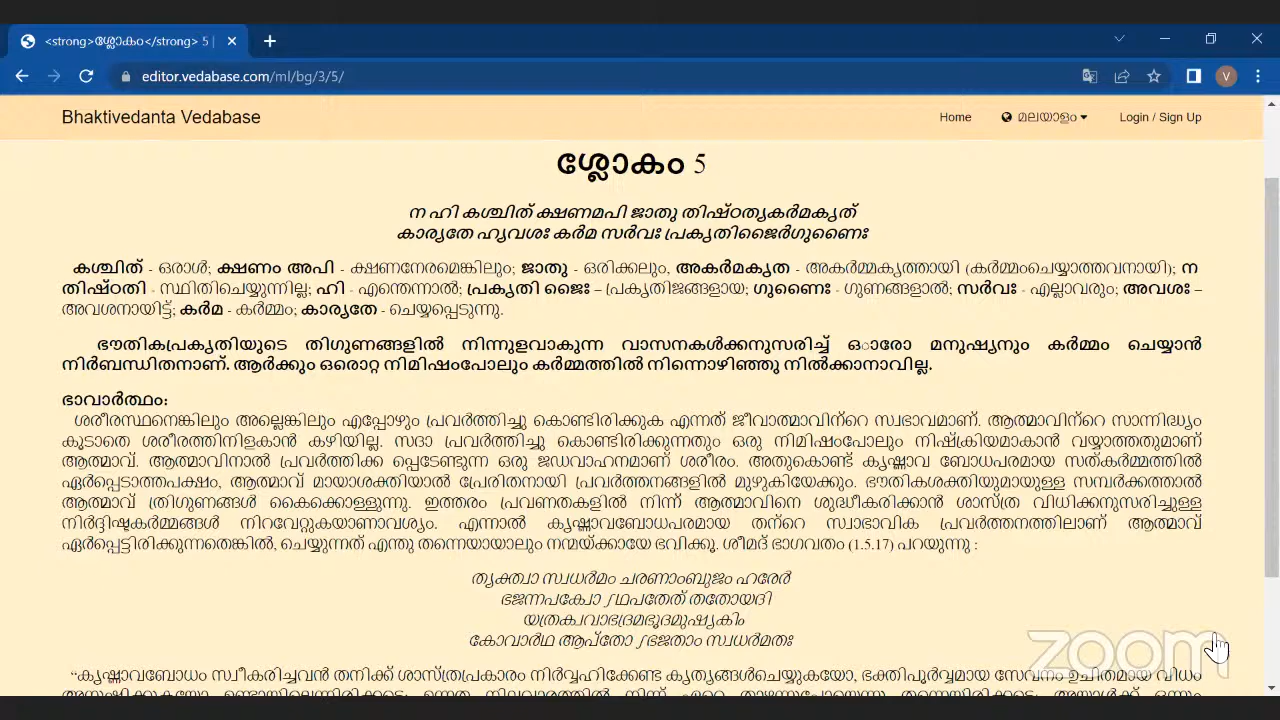 <strong>ശ്ലോകം</strong> 5 |
editor.vedabase.com/ml/bg/3/5/
V
Bhaktivedanta Vedabase
Home മലയാളം Login / Sign Up
ശ്ലോകം 5
ന ഹി കശ്ചിത് ക്ഷണമപി ജാതു തിഷ്ഠത്യകർമകൃത്
കാര്യതേ ഹ്യവശഃ കർമ സർവഃ പ്രകൃതിജൈർഗുണൈഃ
കശ്ചിത് - ഒരാൾ; ക്ഷണം അപി - ക്ഷണനേരമെങ്കിലും; ജാതു - ഒരിക്കലും, അകർമകൃത - അകർമ്മകൃത്തായി (കർമ്മംചെയ്യാത്തവനായി); ന
തിഷ്ഠതി - സ്ഥിതിചെയ്യുന്നില്ല; ഹി - എന്തെന്നാൽ; പ്രകൃതി ജൈഃ – പ്രകൃതിജങ്ങളായ; ഗുണൈഃ - ഗുണങ്ങളാൽ; സർവഃ - എല്ലാവരും; അവശഃ –
അവശനായിട്ട്; കർമ - കർമ്മം; കാര്യതേ - ചെയ്യപ്പെടുന്നു.
ഭൗതികപ്രകൃതിയുടെ തിഗുണങ്ങളിൽ നിന്നുളവാകുന്ന വാസനകൾക്കനുസരിച്ച് ഒാരോ മനുഷ്യനും കർമ്മം ചെയ്യാൻ
നിർബന്ധിതനാണ്. ആർക്കും ഒരൊറ്റ നിമിഷംപോലും കർമ്മത്തിൽ നിന്നൊഴിഞ്ഞു നിൽക്കാനാവില്ല.
ഭാവാർത്ഥം:
ശരീരസ്ഥനെങ്കിലും അല്ലെങ്കിലും എപ്പോഴും പ്രവർത്തിച്ചു കൊണ്ടിരിക്കുക എന്നത് ജീവാത്മാവിന്റെ സ്വഭാവമാണ്. ആത്മാവിന്റെ സാന്നിദ്ധ്യം
കൂടാതെ ശരീരത്തിനിളകാൻ കഴിയില്ല. സദാ പ്രവർത്തിച്ചു കൊണ്ടിരിക്കുന്നതും ഒരു നിമിഷംപോലും നിഷ്ക്രിയമാകാൻ വയ്യാത്തതുമാണ്
ആത്മാവ്. ആത്മാവിനാൽ പ്രവർത്തിക്ക പ്പെടേണ്ടുന്ന ഒരു ജഡവാഹനമാണ് ശരീരം. അതുകൊണ്ട് കൃഷ്ണാവ ബോധപരമായ സത്കർമ്മത്തിൽ
ഏർപ്പെടാത്തപക്ഷം, ആത്മാവ് മായാശക്തിയാൽ പ്രേരിതനായി പ്രവർത്തനങ്ങളിൽ മുഴുകിയേക്കും. ഭൗതികശക്തിയുമായുള്ള സമ്പർക്കത്താൽ
ആത്മാവ് ത്രിഗുണങ്ങൾ കൈക്കൊള്ളുന്നു. ഇത്തരം പ്രവണതകളിൽ നിന്ന് ആത്മാവിനെ ശുദ്ധീകരിക്കാൻ ശാസ്ത്ര വിധിക്കനുസരിച്ചുള്ള
നിർദ്ദിഷ്ടകർമ്മങ്ങൾ നിറവേറ്റുകയാണാവശ്യം. എന്നാൽ കൃഷ്ണാവബോധപരമായ തന്റെ സ്വാഭാവിക പ്രവർത്തനത്തിലാണ് ആത്മാവ്
ഏർപ്പെട്ടിരിക്കുന്നതെങ്കിൽ, ചെയ്യുന്നത് എന്തു തന്നെയായാലും നന്മയ്ക്കായേ ഭവിക്കൂ. ശീമദ് ഭാഗവതം (1.5.17) പറയുന്നു :
ത്യക്ത്വാ സ്വധർമം ചരണാംബുജം ഹരേർ
ഭജന്നപക്വോ ഽഥപതേത് തതോയദി
യത്രക്വവാഭദ്രമഭൂദമുഷ്യകിം
കോവാർഥ ആപ്തോ ഽഭജതാം സ്വധർമതഃ
zoom
“കൃഷ്ണാവബോധം സ്വീകരിച്ചവൻ തനിക്ക് ശാസ്ത്രപ്രകാരം നിർവ്വഹിക്കേണ്ട കൃത്യങ്ങൾചെയ്യുകയോ, ഭക്തിപൂർവ്വമായ സേവനം ഉചിതമായ വിധം